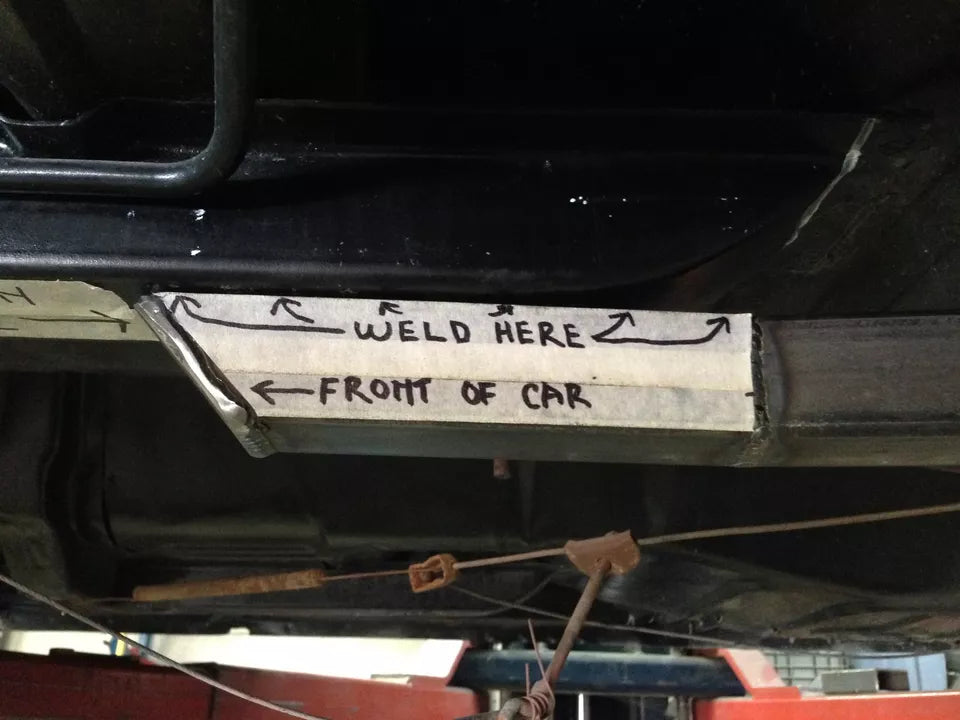 WELD HERE
FRONT OF CAR